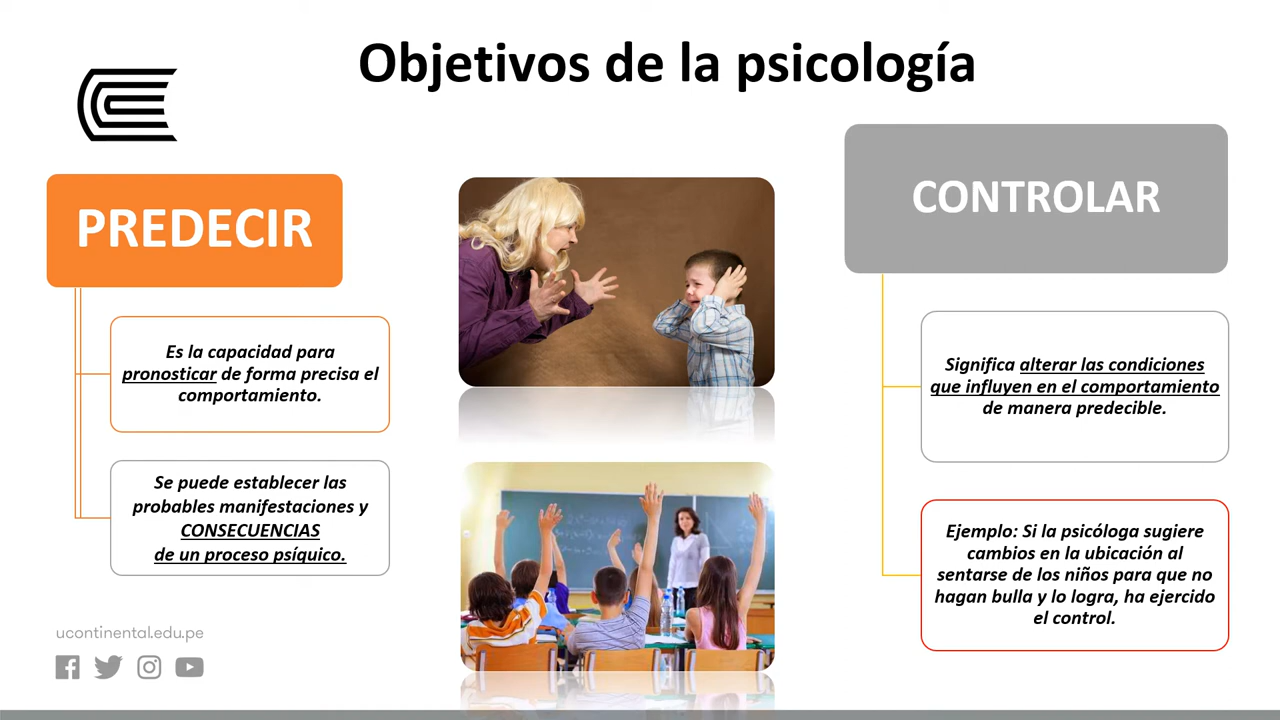 Objetivos de la psicología
PREDECIR
Es la capacidad para
pronosticar de forma precisa el
comportamiento.
Se puede establecer las
probables manifestaciones y
CONSECUENCIAS
de un proceso psíquico.
CONTROLAR
Significa alterar las condiciones
que influyen en el comportamiento
de manera predecible.
Ejemplo: Si la psicóloga sugiere
cambios en la ubicación al
sentarse de los niños para que no
hagan bulla y lo logra, ha ejercido
el control.
ucontinental.edu.pe